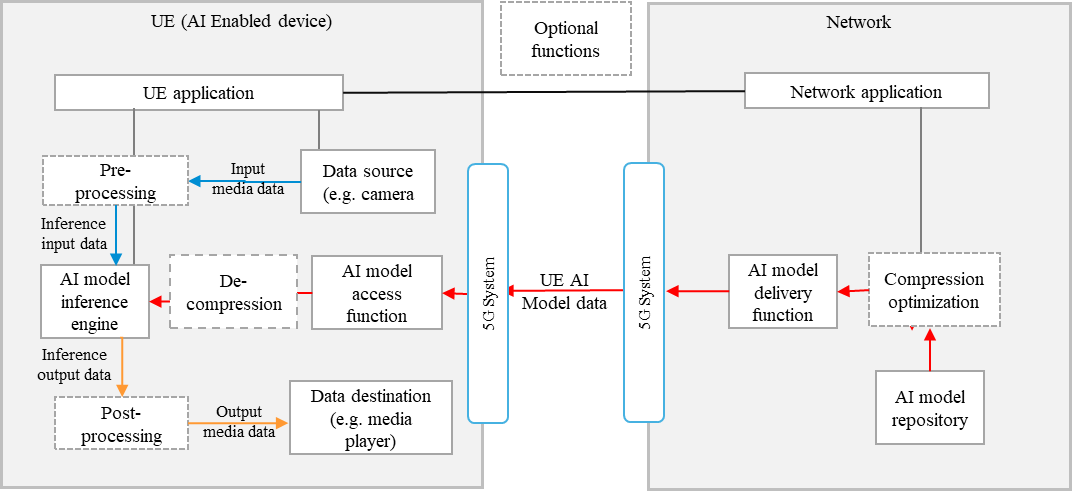 UE (AI Enabled device)
Optional
functions
Network
UE application
Network application
Pre-
processing
Input
media data
Data source
(e.g. camera
Inference
input data
AI model
inference
engine
De-
compression
AI model
access
function
5G System
UE AI
Model data
5G System
AI model
delivery
function
Compression
optimization
Inference
output data
Post-
processing
Output
media data
Data destination
(e.g. media
player)
AI model
repository